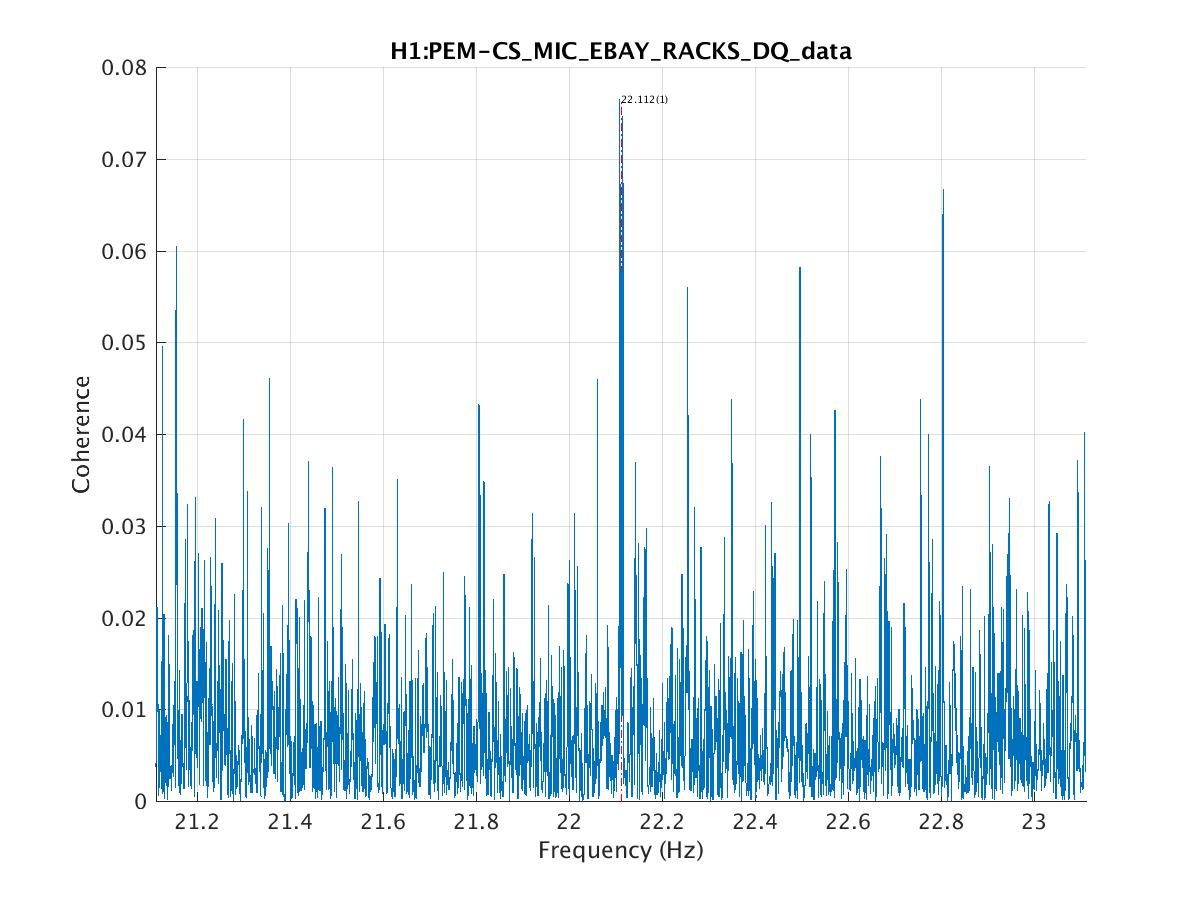 H1:PEM-CS_MIC_EBAY_RACKS_DQ_data
0.08
0.07
0.06
0.05
0.04
0.03
0.02
0.01
0
Coherence
22.112(1)
21.2 21.4 21.6 21.8 22 22.2 22.4 22.6 22.8 23
Frequency (Hz)